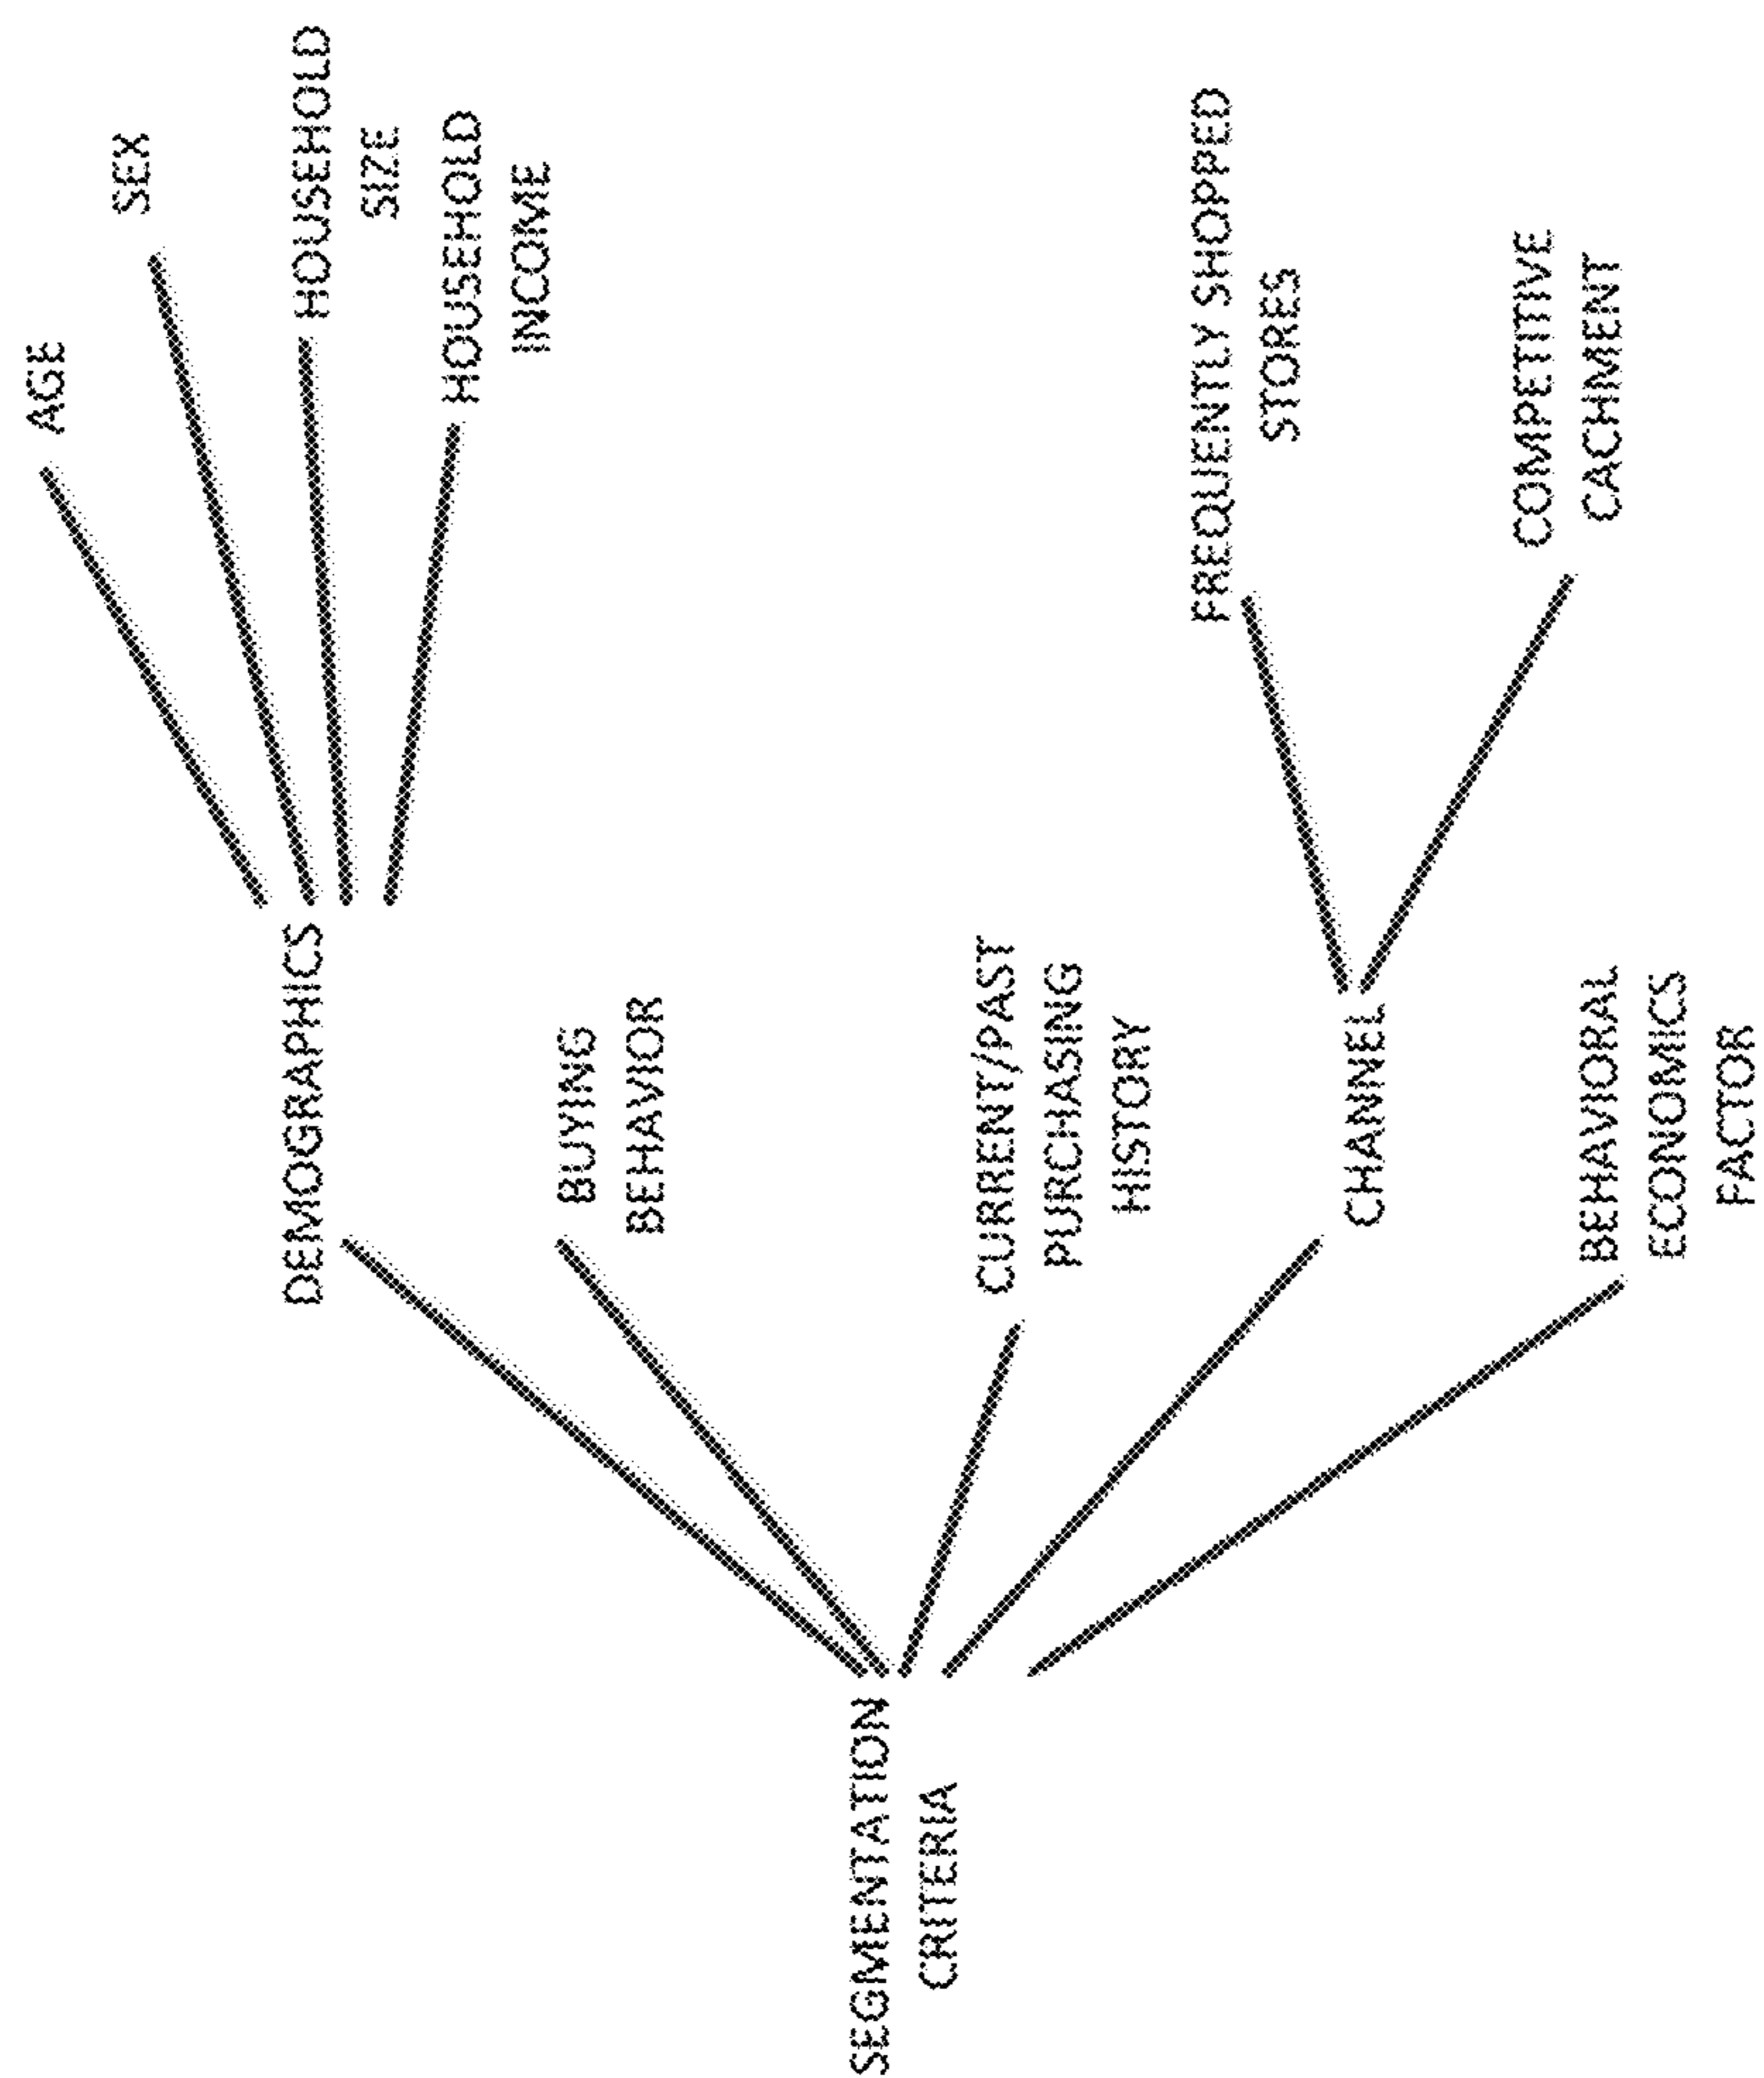 SEGMENTATION
CRITERIA
DEMOGRAPHICS
AGE
SEX
HOUSEHOLD
SIZE
HOUSEHOLD
INCOME
BUYING
BEHAVIOR
CURRENT/PAST
PURCHASING
HISTORY
CHANNEL
FREQUENTLY SHOPPED
STORES
COMPETITIVE
CACHMENT
BEHAVIORAL
ECONOMICS
FACTOR